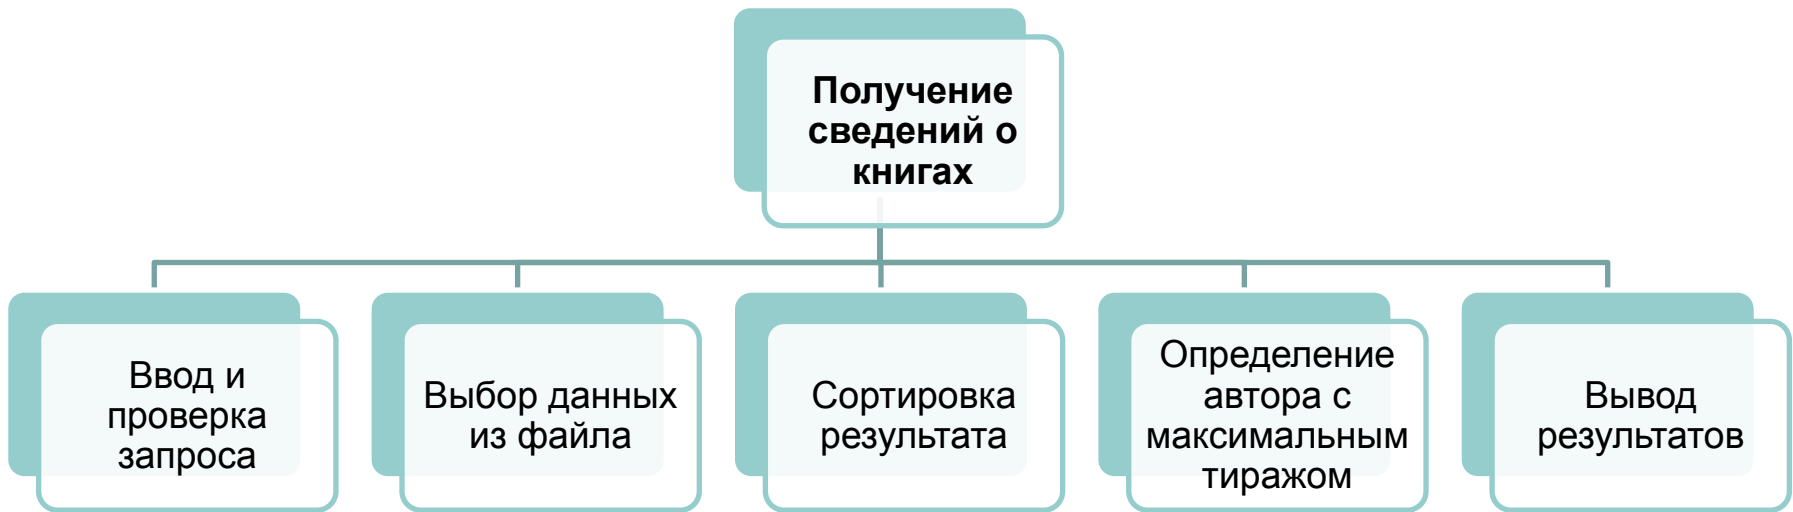 Получение
сведений о
книгах
Ввод и
проверка
запроса
Выбор данных
из файла
Сортировка
результата
Определение
автора с
максимальным
тиражом
Вывод
результатов